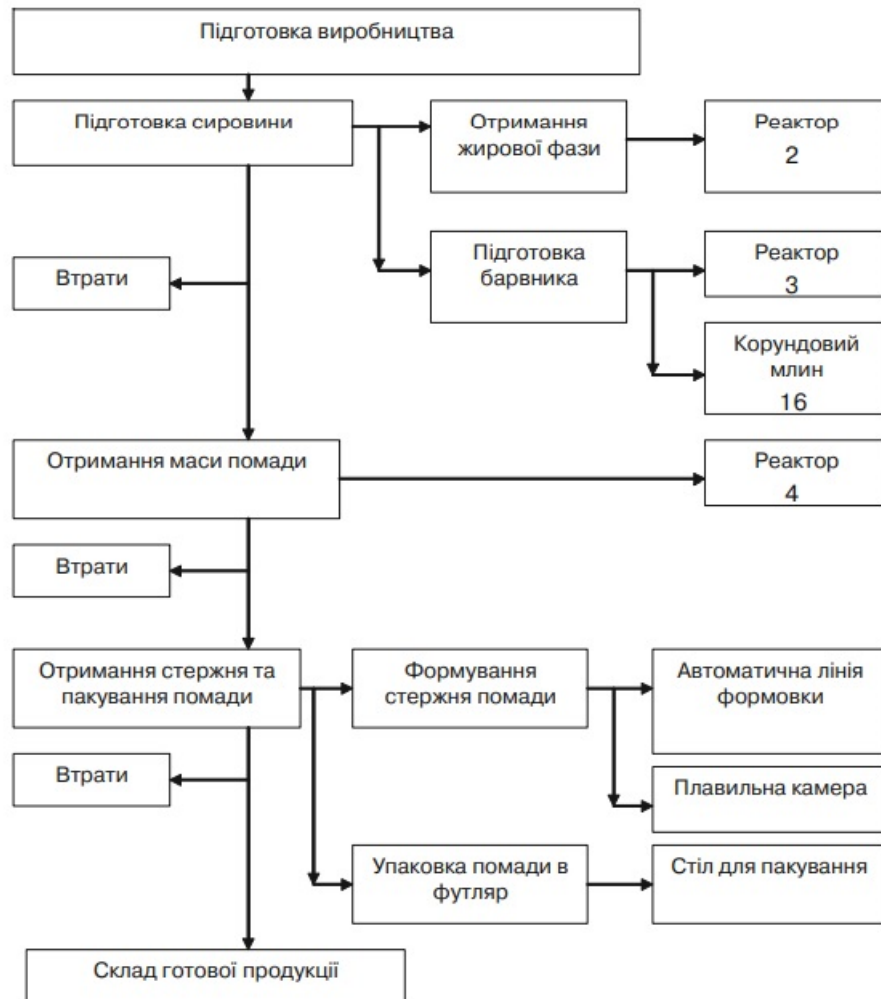 Підготовка виробництва
Підготовка сировини
Отримання
жирової фази
Реактор
2
Втрати
Підготовка
барвника
Реактор
3
Корундовий
млин
16
Отримання маси помади
Реактор
4
Втрати
Отримання стержня та
пакування помади
Формування
стержня помади
Автоматична лінія
формовки
Втрати
Плавильна камера
Упаковка помади в
футляр
Стіл для пакування
Склад готової продукції